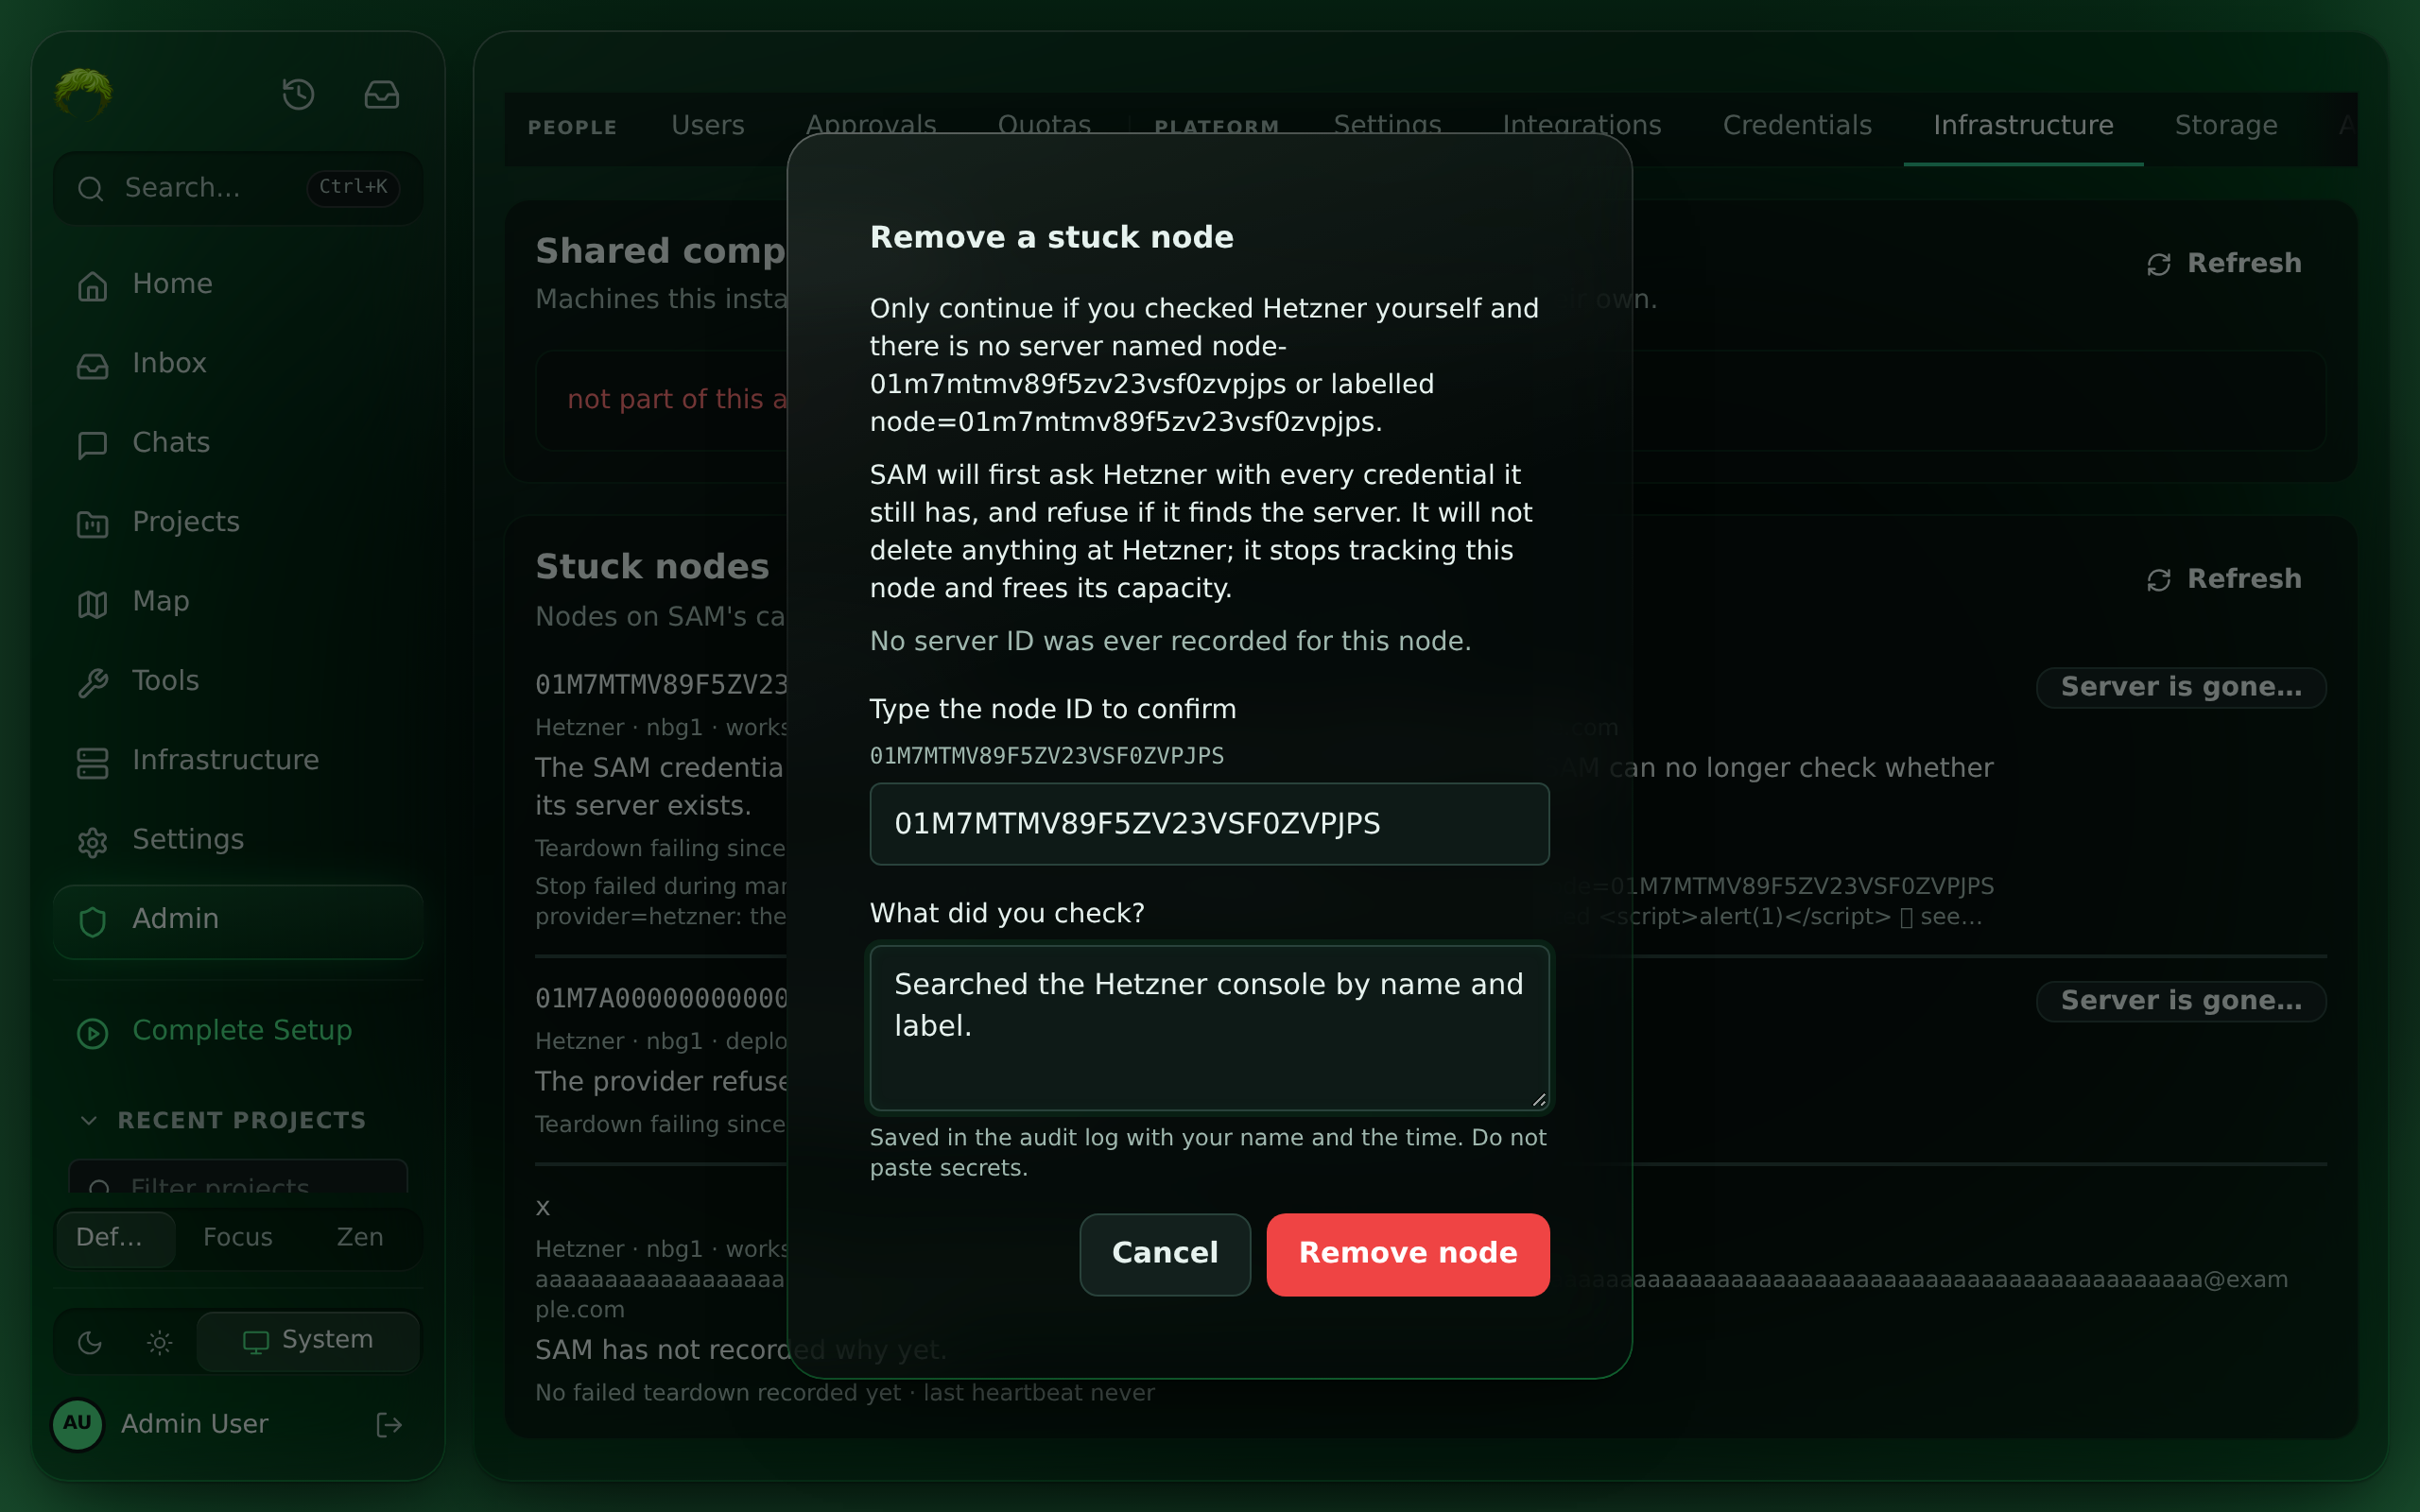 Search...
Ctrl+K
Home
Inbox
Chats
Projects
Map
Tools
Infrastructure
Settings
Admin
Complete Setup
RECENT PROJECTS
Filter projects
Def...
Focus
Zen
System
AU
Admin User
PEOPLE
Users
Approvals
Quotas
PLATFORM
Settings
Integrations
Credentials
Infrastructure
Storage
Shared comp
Machines this insta
own.
Refresh
not part of this a
Stuck nodes
Nodes on SAM's ca
Refresh
01M7MTMV89F5ZV23
Hetzner · nbg1 · works
com
Server is gone...
The SAM credentia
SAM can no longer check whether
its server exists.
Teardown failing since
Stop failed during mar
de=01M7MTMV89F5ZV23VSF0ZVPJPS
provider=hetzner: the
<script>alert(1)</script> ▯ see...
01M7A00000000000
Server is gone...
Hetzner · nbg1 · deplo
The provider refuse
Teardown failing since
x
Hetzner · nbg1 · works
aaaaaaaaaaaaaaaaaa
aaaaaaaaaaaaaaaaaaaaaaaaaaaaaaaaaaaaaaaaaaaaaaa@exam
ple.com
SAM has not recorded why yet.
No failed teardown recorded yet · last heartbeat never
Remove a stuck node
Only continue if you checked Hetzner yourself and
there is no server named node-
01m7mtmv89f5zv23vsf0zvpjps or labelled
node=01m7mtmv89f5zv23vsf0zvpjps.
SAM will first ask Hetzner with every credential it
still has, and refuse if it finds the server. It will not
delete anything at Hetzner; it stops tracking this
node and frees its capacity.
No server ID was ever recorded for this node.
Type the node ID to confirm
01M7MTMV89F5ZV23VSF0ZVPJPS
01M7MTMV89F5ZV23VSF0ZVPJPS
What did you check?
Searched the Hetzner console by name and
label.
Saved in the audit log with your name and the time. Do not
paste secrets.
Cancel
Remove node